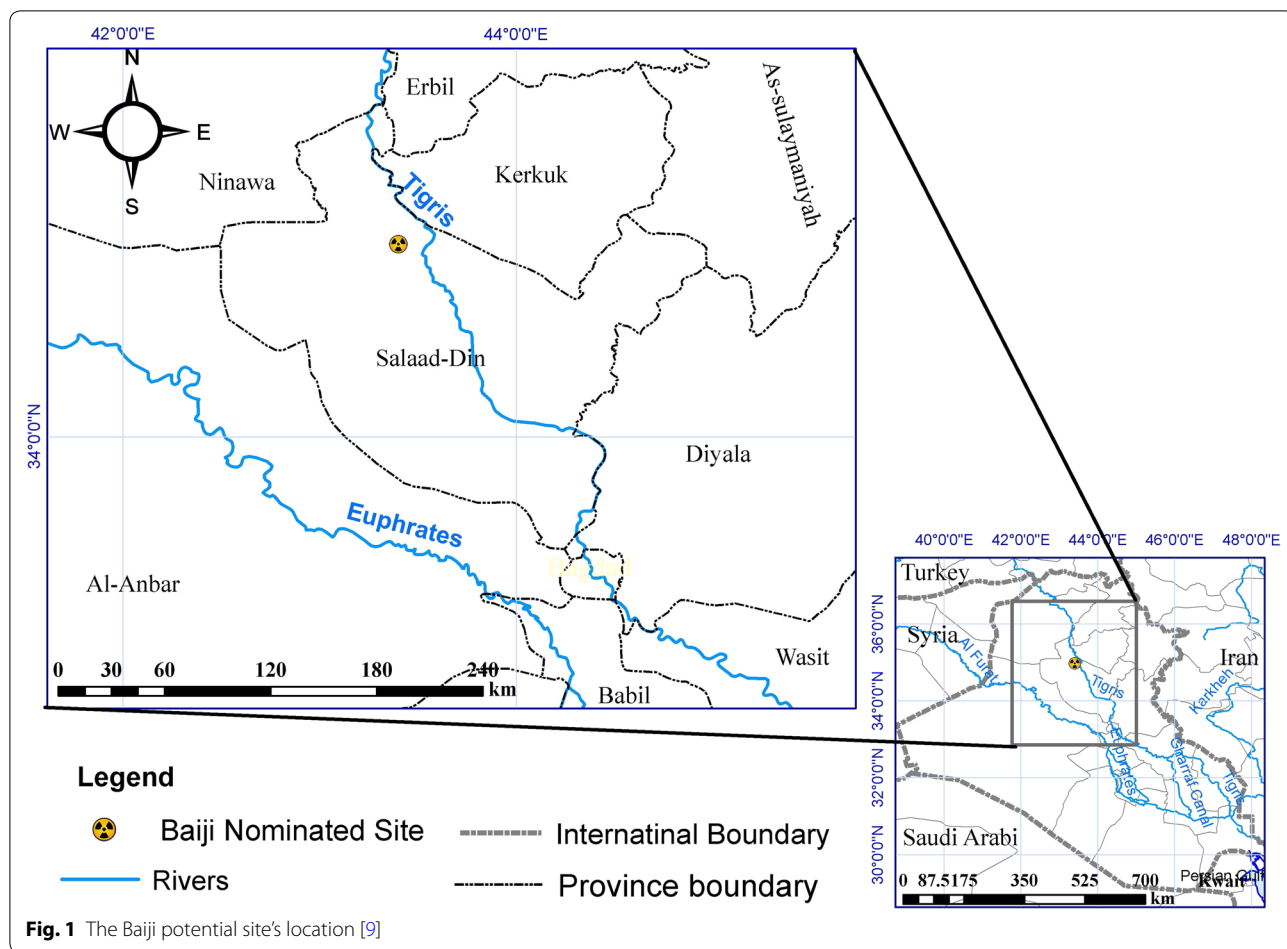 42°0'0"E 44°0'0"E
N
W E
S
34°0'0"N
Erbil
As-sulaymaniyah
Ninawa
Kerkuk
Tigris
Salaad-Din
Diyala
Euphrates
Al-Anbar
Bagdad
Wasit
Babil
0 30 60 120 180 240
km
40°0'0"E 42°0'0"E 44°0'0"E 46°0'0"E 48°0'0"E
36°0'0"N
34°0'0"N
32°0'0"N
30°0'0"N
Turkey
Syria
Al Furat
Iran
Tigris
Karkheh
Euphrates
Gharraf Canal
Tigris
Saudi Arabi
Persian Gulf
Kwait
0 87.5 175 350 525 700
km
Legend
Baiji Nominated Site
Internatinal Boundary
Rivers
Province boundary
Fig. 1 The Baiji potential site's location [9]